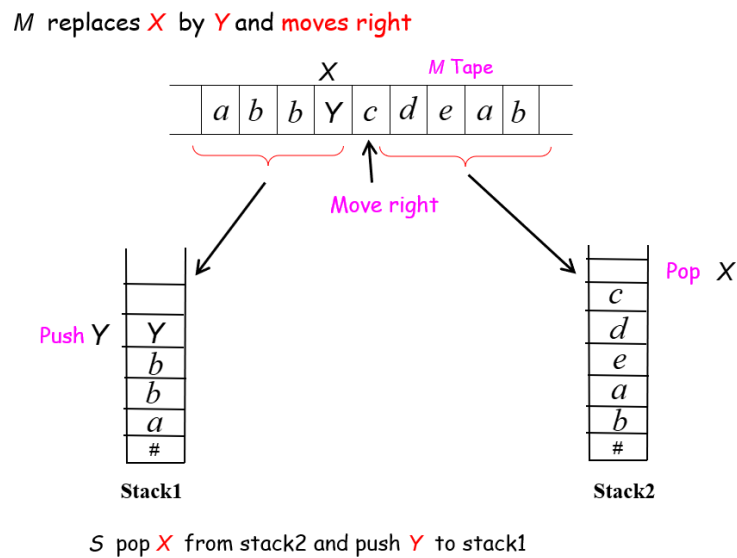 M replaces X by Y and moves right
X
M Tape
a b b Y c d e a b
Move right
Pop X
c
d
e
a
b
#
Push Y
Y
b
b
a
#
Stack1
Stack2
S pop X from stack2 and push Y to stack1